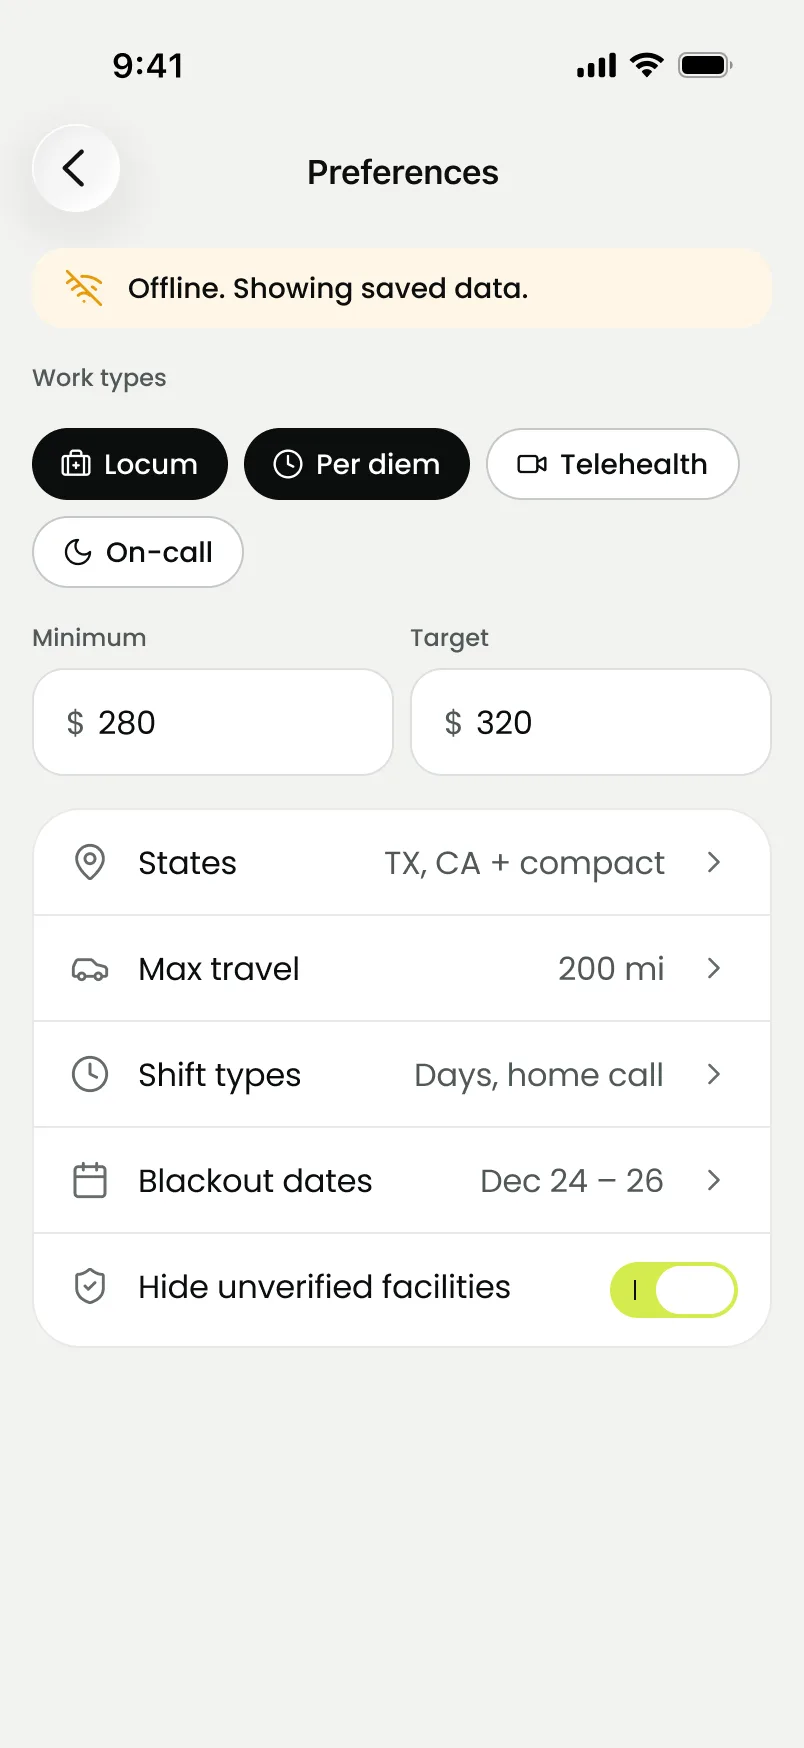 9:41
Preferences
Offline. Showing saved data.
Work types
Locum Per diem Telehealth
On-call
Minimum Target
$ 280 $ 320
States TX, CA + compact
Max travel 200 mi
Shift types Days, home call
Blackout dates Dec 24 – 26
Hide unverified facilities